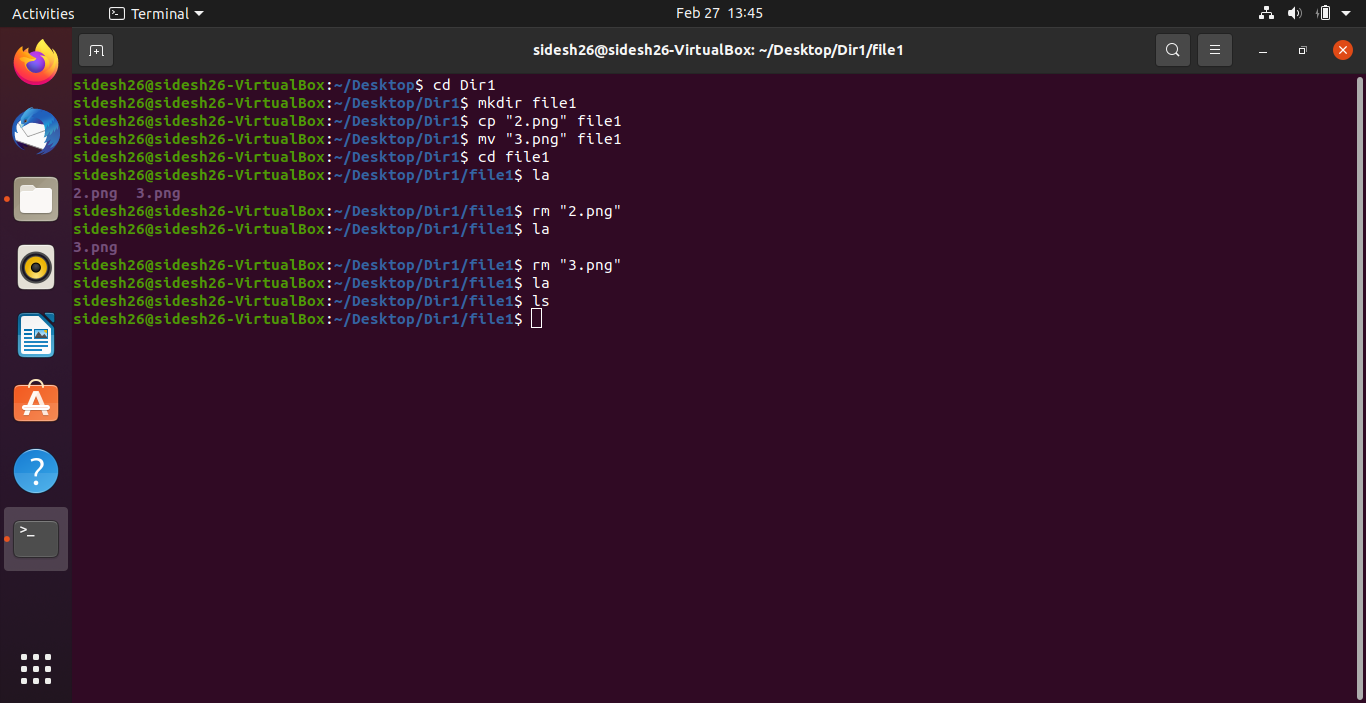 Activities Terminal Feb 27 13:45
sidesh26@sidesh26-VirtualBox: ~/Desktop/Dir1/file1
sidesh26@sidesh26-VirtualBox:~/Desktop$ cd Dir1
sidesh26@sidesh26-VirtualBox:~/Desktop/Dir1$ mkdir file1
sidesh26@sidesh26-VirtualBox:~/Desktop/Dir1$ cp "2.png" file1
sidesh26@sidesh26-VirtualBox:~/Desktop/Dir1$ mv "3.png" file1
sidesh26@sidesh26-VirtualBox:~/Desktop/Dir1$ cd file1
sidesh26@sidesh26-VirtualBox:~/Desktop/Dir1/file1$ la
2.png  3.png
sidesh26@sidesh26-VirtualBox:~/Desktop/Dir1/file1$ rm "2.png"
sidesh26@sidesh26-VirtualBox:~/Desktop/Dir1/file1$ la
3.png
sidesh26@sidesh26-VirtualBox:~/Desktop/Dir1/file1$ rm "3.png"
sidesh26@sidesh26-VirtualBox:~/Desktop/Dir1/file1$ la
sidesh26@sidesh26-VirtualBox:~/Desktop/Dir1/file1$ ls
sidesh26@sidesh26-VirtualBox:~/Desktop/Dir1/file1$